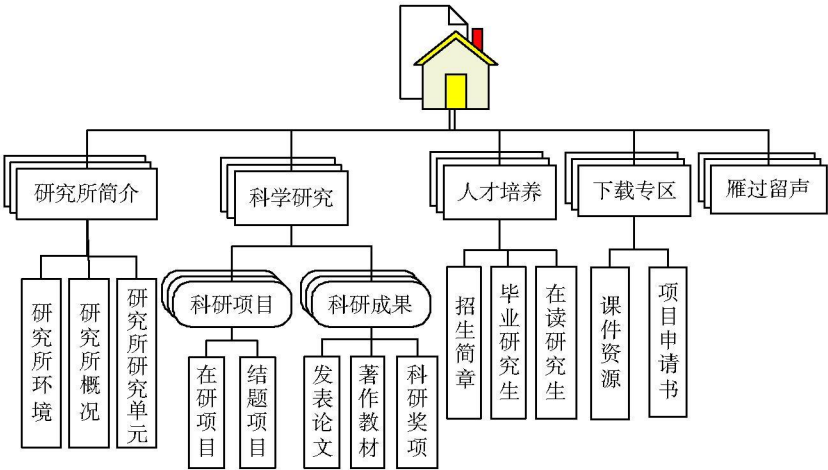 研究所简介
科学研究
人才培养
下载专区
雁过留声
研究所环境
研究所概况
研究所研究单元
科研项目
科研成果
招生简章
毕业研究生
在读研究生
课件资源
项目申请书
在研项目
结题项目
发表论文
著作教材
科研奖项